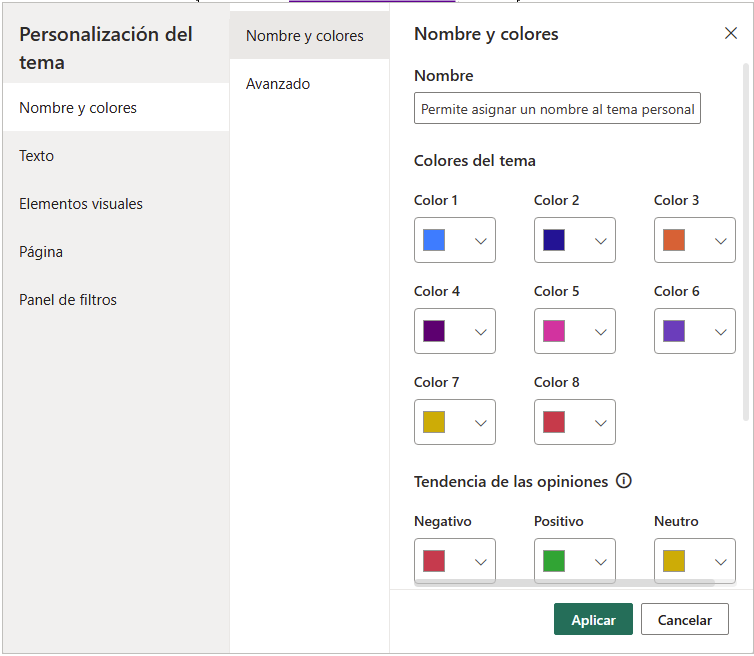 Personalización del
tema
Nombre y colores
Texto
Elementos visuales
Página
Panel de filtros
Nombre y colores
Avanzado
Nombre y colores
Nombre
Permite asignar un nombre al tema personal
Colores del tema
Color 1 Color 2 Color 3
Color 4 Color 5 Color 6
Color 7 Color 8
Tendencia de las opiniones
Negativo Positivo Neutro
Aplicar Cancelar